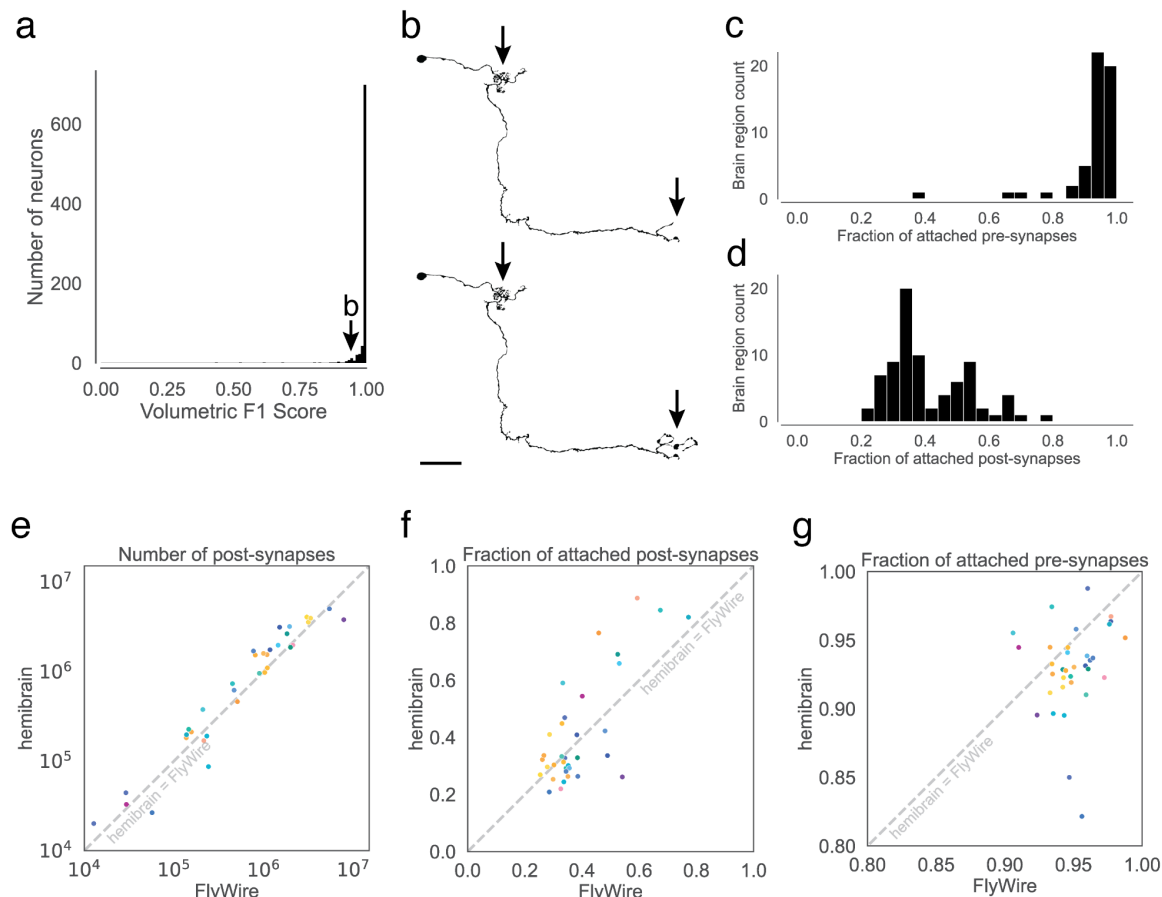 a
Number of neurons
600
400
200
0
b
0.00 0.25 0.50 0.75 1.00
Volumetric F1 Score
b
c
Brain region count
20
10
0
0.0 0.2 0.4 0.6 0.8 1.0
Fraction of attached pre-synapses
d
Brain region count
20
10
0
0.0 0.2 0.4 0.6 0.8 1.0
Fraction of attached post-synapses
e
Number of post-synapses
hemibrain
10⁷
10⁶
10⁵
10⁴
hemibrain = FlyWire
10⁴ 10⁵ 10⁶ 10⁷
FlyWire
f
Fraction of attached post-synapses
hemibrain
1.0
0.8
0.6
0.4
0.2
0.0
hemibrain = FlyWire
0.0 0.2 0.4 0.6 0.8 1.0
FlyWire
g
Fraction of attached pre-synapses
hemibrain
1.00
0.95
0.90
0.85
0.80
hemibrain = FlyWire
0.80 0.85 0.90 0.95 1.00
FlyWire